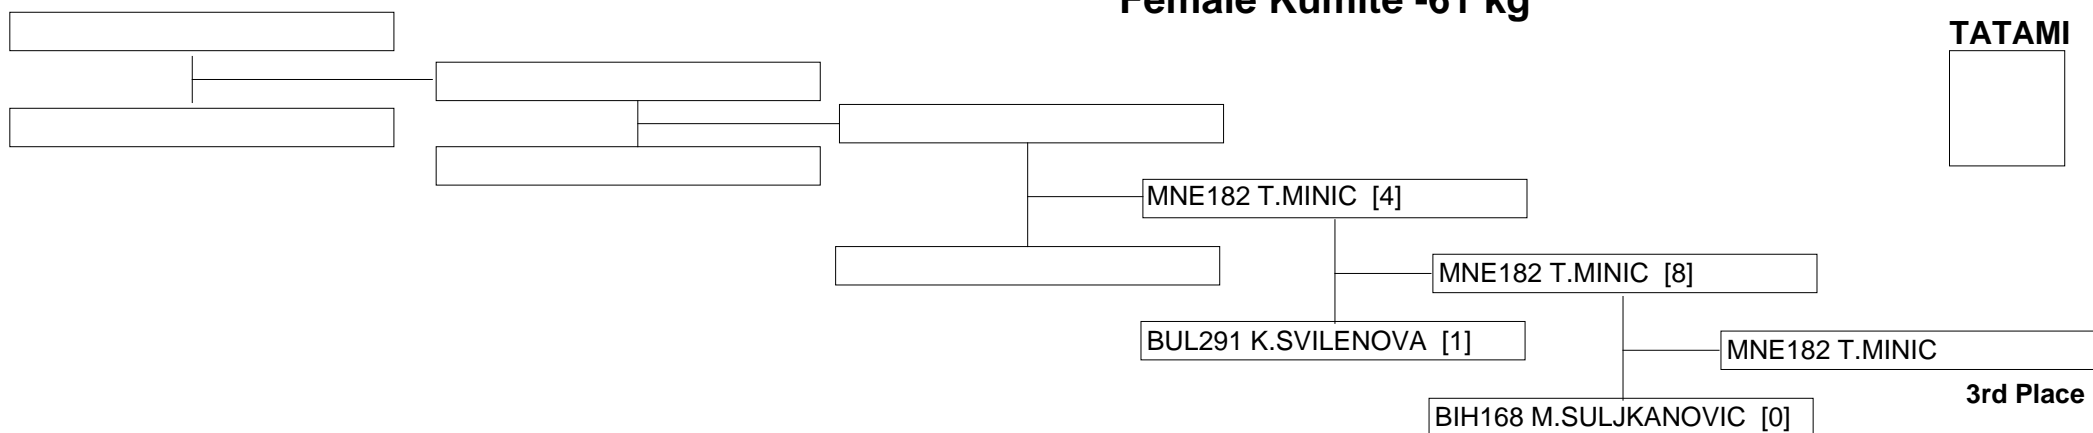 Female Kumite -61 kg
TATAMI
MNE182 T.MINIC [4]
MNE182 T.MINIC [8]
BUL291 K.SVILENOVA [1]
MNE182 T.MINIC
3rd Place
BIH168 M.SULJKANOVIC [0]